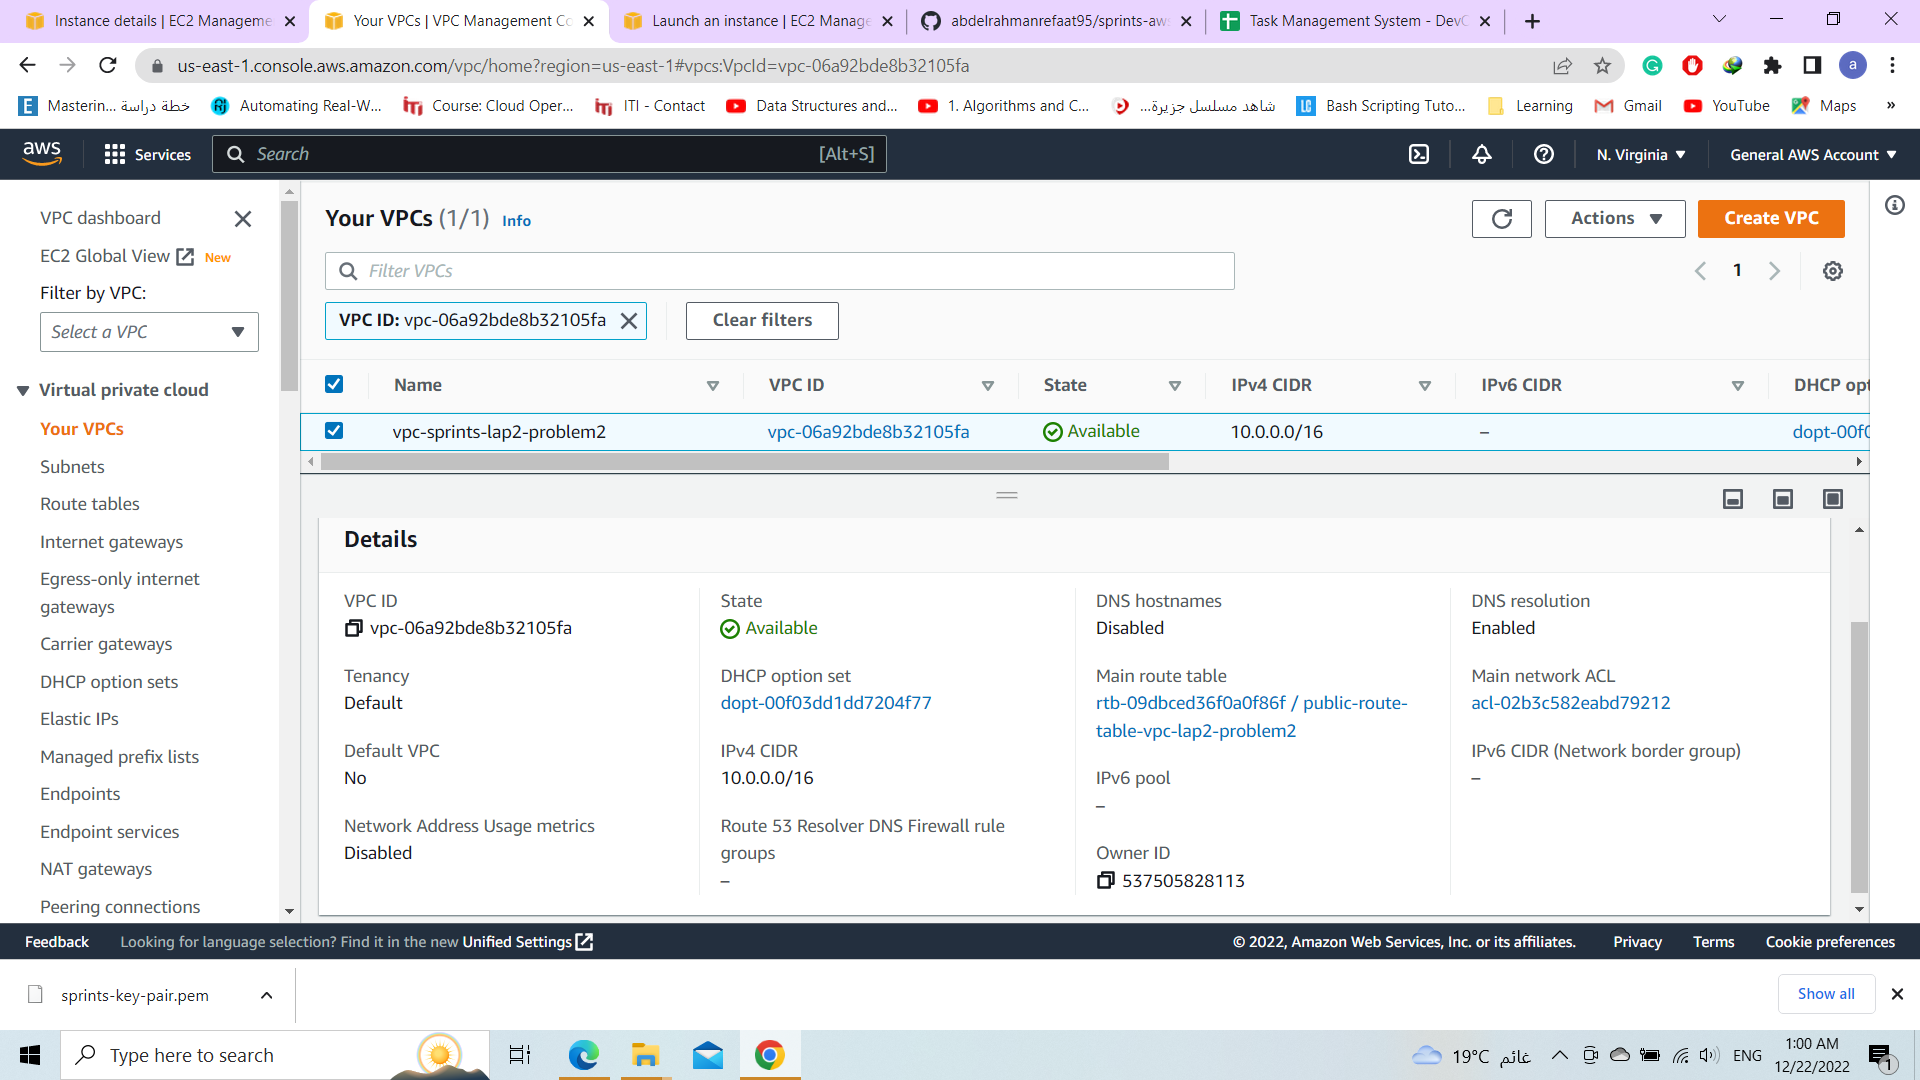 Instance details | EC2 Manageme
Your VPCs | VPC Management Co
Launch an instance | EC2 Manage
abdelrahmanrefaat95/sprints-aws
Task Management System - DevO
us-east-1.console.aws.amazon.com/vpc/home?region=us-east-1#vpcs:VpcId=vpc-06a92bde8b32105fa
a
Masterin... خطة دراسة
Automating Real-W...
Course: Cloud Oper...
ITI - Contact
Data Structures and...
1. Algorithms and C...
شاهد مسلسل جزيرة...
LC
Bash Scripting Tuto...
Learning
Gmail
YouTube
Maps
»
aws
Services
Search
[Alt+S]
N. Virginia
General AWS Account
VPC dashboard
EC2 Global View
New
Filter by VPC:
Select a VPC
Virtual private cloud
Your VPCs
Subnets
Route tables
Internet gateways
Egress-only internet
gateways
Carrier gateways
DHCP option sets
Elastic IPs
Managed prefix lists
Endpoints
Endpoint services
NAT gateways
Peering connections
Your VPCs (1/1) Info
Actions
Create VPC
Filter VPCs
1
VPC ID: vpc-06a92bde8b32105fa
Clear filters
Name
VPC ID
State
IPv4 CIDR
IPv6 CIDR
DHCP opt
vpc-sprints-lap2-problem2
vpc-06a92bde8b32105fa
Available
10.0.0.0/16
–
dopt-00f0
Details
VPC ID
vpc-06a92bde8b32105fa
State
Available
DNS hostnames
Disabled
DNS resolution
Enabled
Tenancy
Default
DHCP option set
dopt-00f03dd1dd7204f77
Main route table
rtb-09dbced36f0a0f86f / public-route-
table-vpc-lap2-problem2
Main network ACL
acl-02b3c582eabd79212
Default VPC
No
IPv4 CIDR
10.0.0.0/16
IPv6 pool
–
IPv6 CIDR (Network border group)
–
Network Address Usage metrics
Disabled
Route 53 Resolver DNS Firewall rule
groups
–
Owner ID
537505828113
Feedback
Looking for language selection? Find it in the new Unified Settings
© 2022, Amazon Web Services, Inc. or its affiliates.
Privacy
Terms
Cookie preferences
sprints-key-pair.pem
Show all
Type here to search
19°C غائم
ENG
1:00 AM
12/22/2022
1